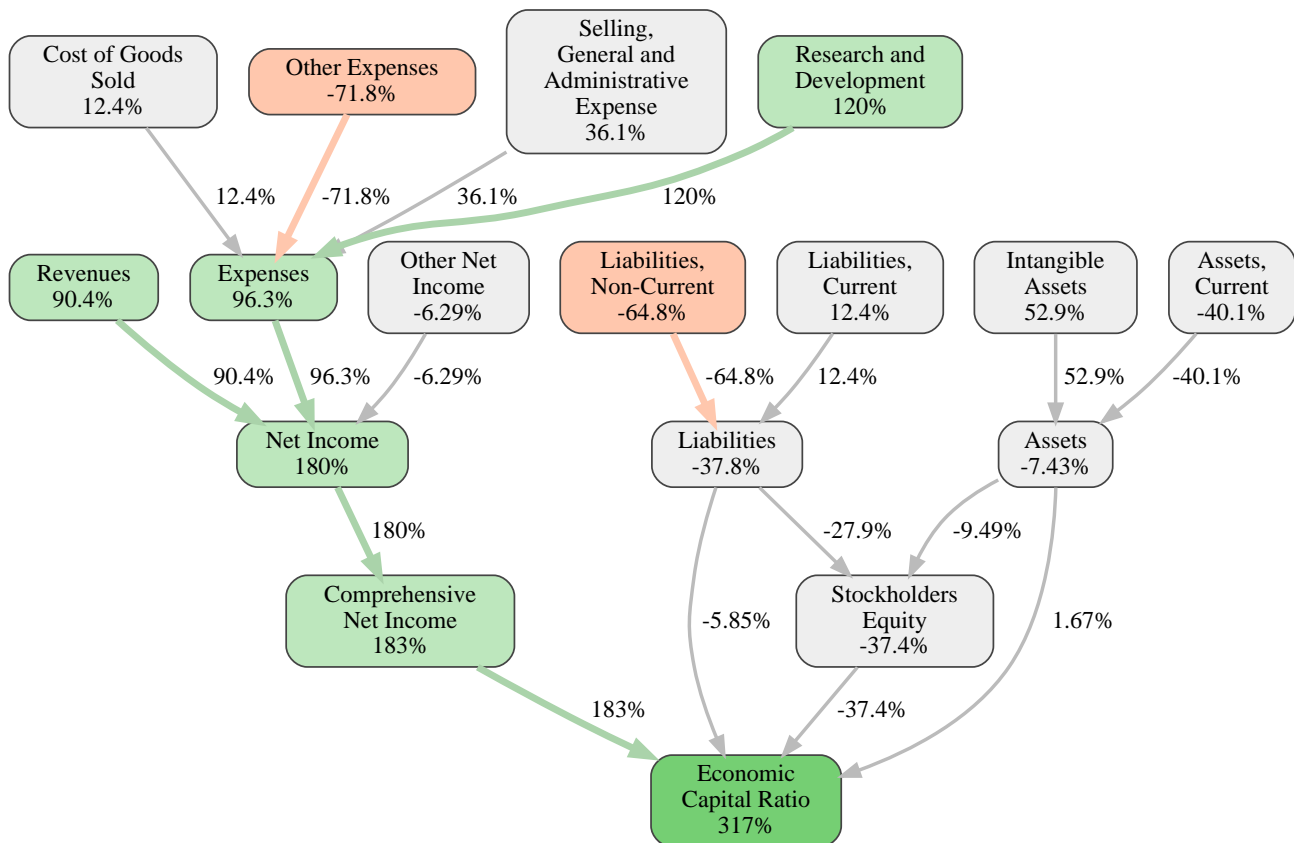 Cost of Goods
Sold
12.4%
Other Expenses
-71.8%
Selling,
General and
Administrative
Expense
36.1%
Research and
Development
120%
12.4%
-71.8%
36.1%
120%
Revenues
90.4%
Expenses
96.3%
Other Net
Income
-6.29%
Liabilities,
Non-Current
-64.8%
Liabilities,
Current
12.4%
Intangible
Assets
52.9%
Assets,
Current
-40.1%
90.4%
96.3%
-6.29%
-64.8%
12.4%
52.9%
-40.1%
Net Income
180%
Liabilities
-37.8%
Assets
-7.43%
180%
-27.9%
-9.49%
Comprehensive
Net Income
183%
-5.85%
Stockholders
Equity
-37.4%
1.67%
183%
-37.4%
Economic
Capital Ratio
317%